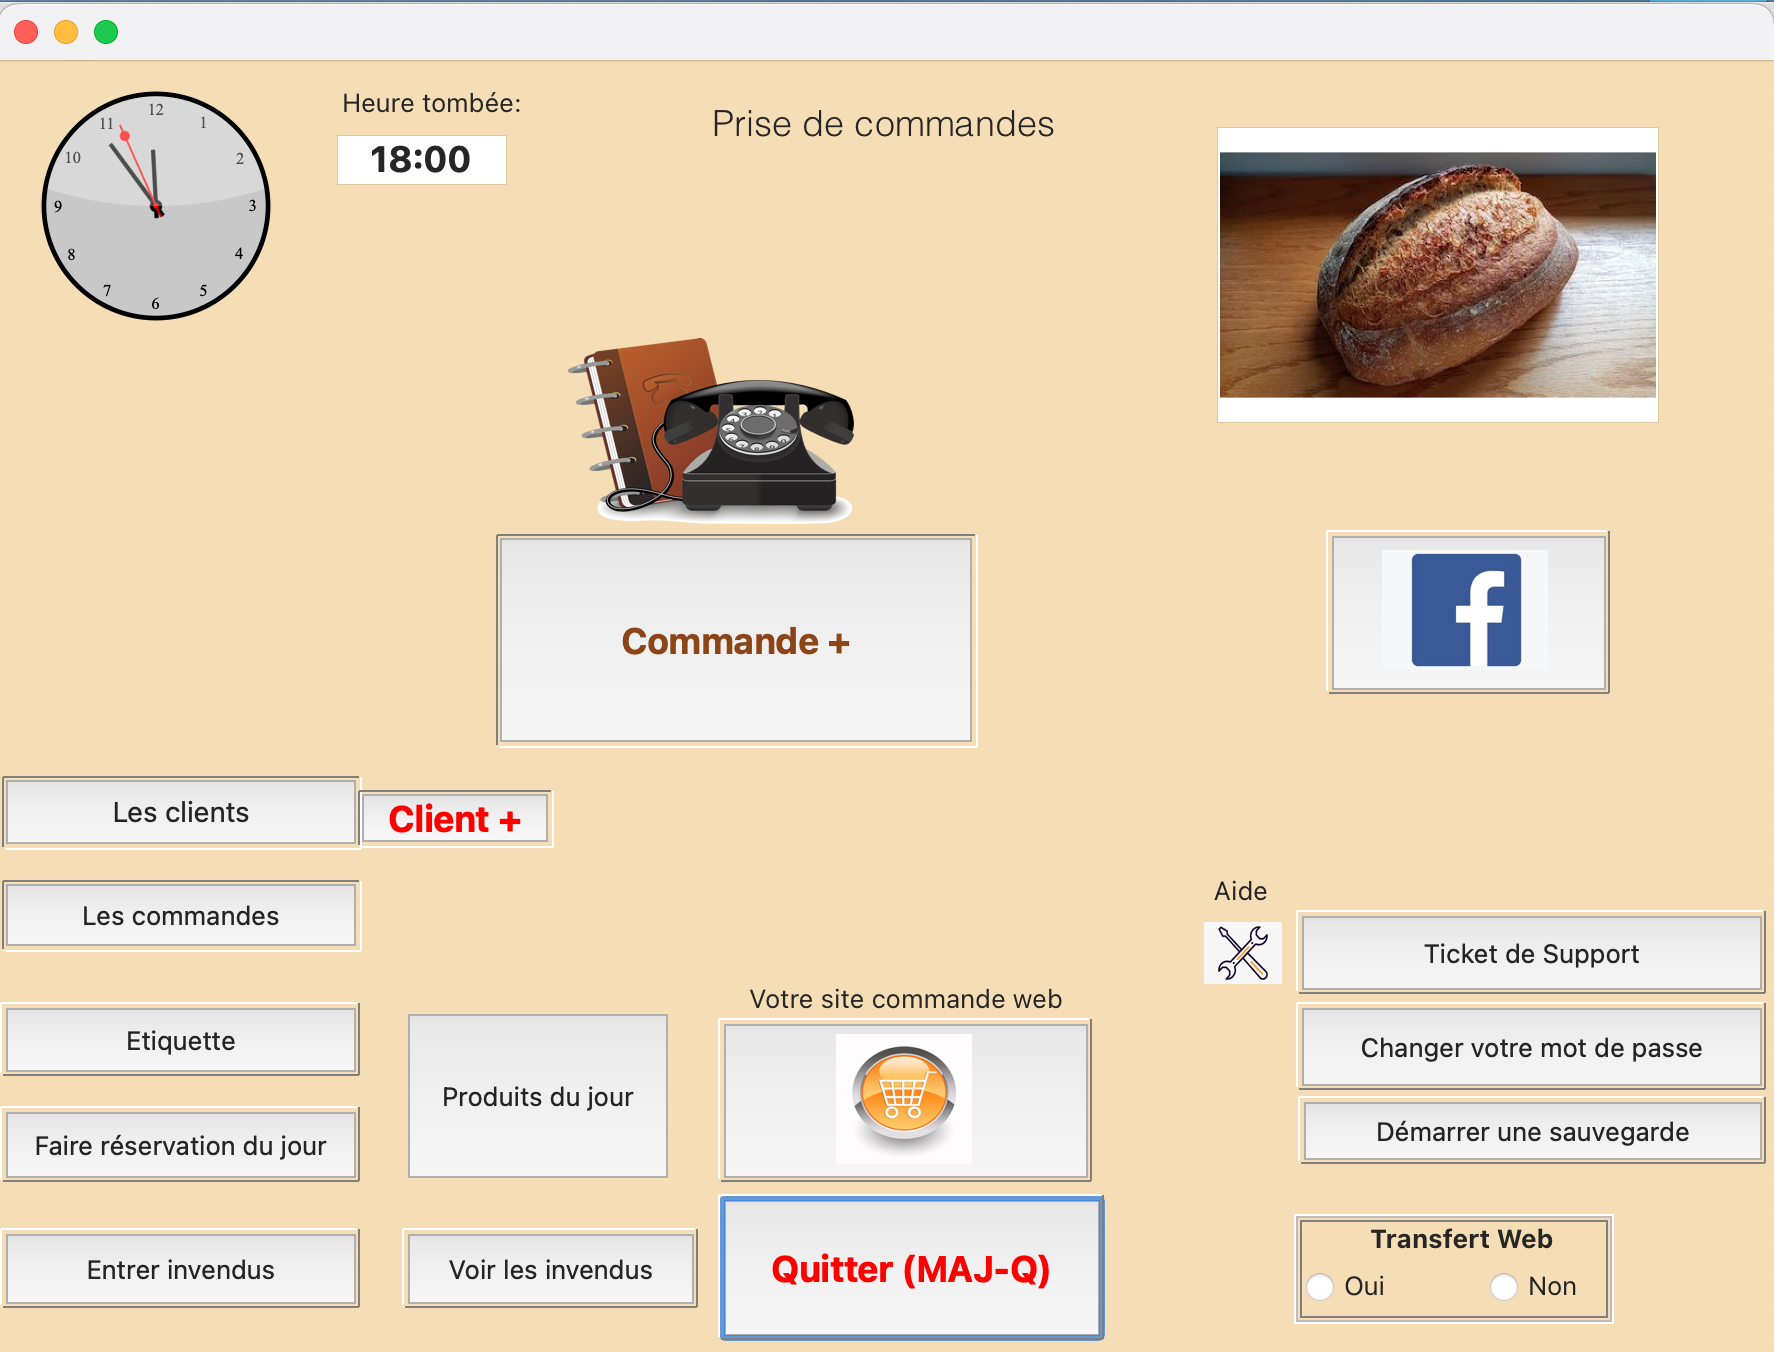 12
11
1
10
2
9
3
8
4
7
5
6
Heure tombée:
18:00
Prise de commandes
Commande +
f
Les clients
Client +
Les commandes
Aide
Ticket de Support
Votre site commande web
Etiquette
Produits du jour
Changer votre mot de passe
Démarrer une sauvegarde
Faire réservation du jour
Entrer invendus
Voir les invendus
Quitter (MAJ-Q)
Transfert Web
Oui
Non